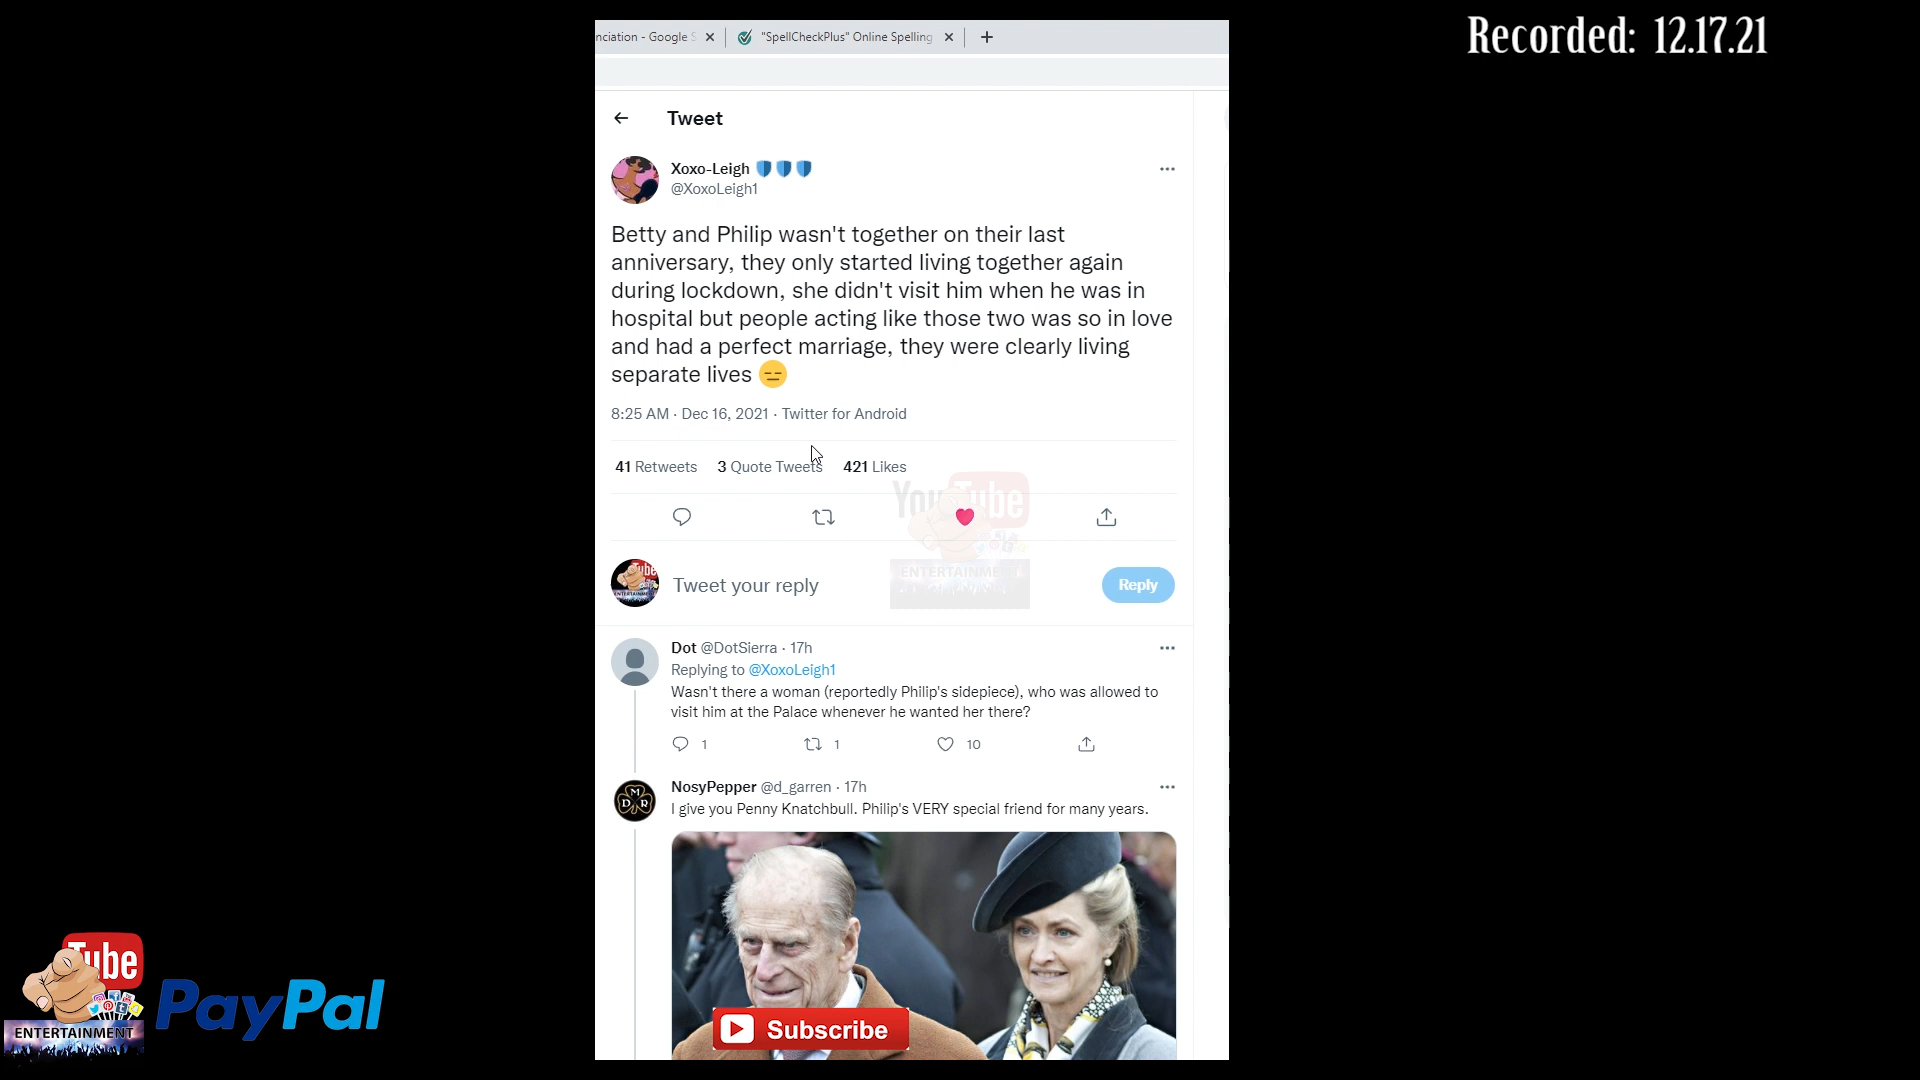 Recorded: 12.17.21
nciation - Google S
"SpellCheckPlus" Online Spelling
Tweet
Xoxo-Leigh
@XoxoLeigh1
Betty and Philip wasn't together on their last
anniversary, they only started living together again
during lockdown, she didn't visit him when he was in
hospital but people acting like those two was so in love
and had a perfect marriage, they were clearly living
separate lives
8:25 AM · Dec 16, 2021 · Twitter for Android
41 Retweets 3 Quote Tweets 421 Likes
YouTube
ENTERTAINMENT
Tweet your reply
Reply
Dot @DotSierra · 17h
Replying to @XoxoLeigh1
Wasn't there a woman (reportedly Philip's sidepiece), who was allowed to
visit him at the Palace whenever he wanted her there?
1 1 10
NosyPepper @d_garren · 17h
M
D R
I give you Penny Knatchbull. Philip's VERY special friend for many years.
Subscribe
Tube
ENTERTAINMENT
PayPal